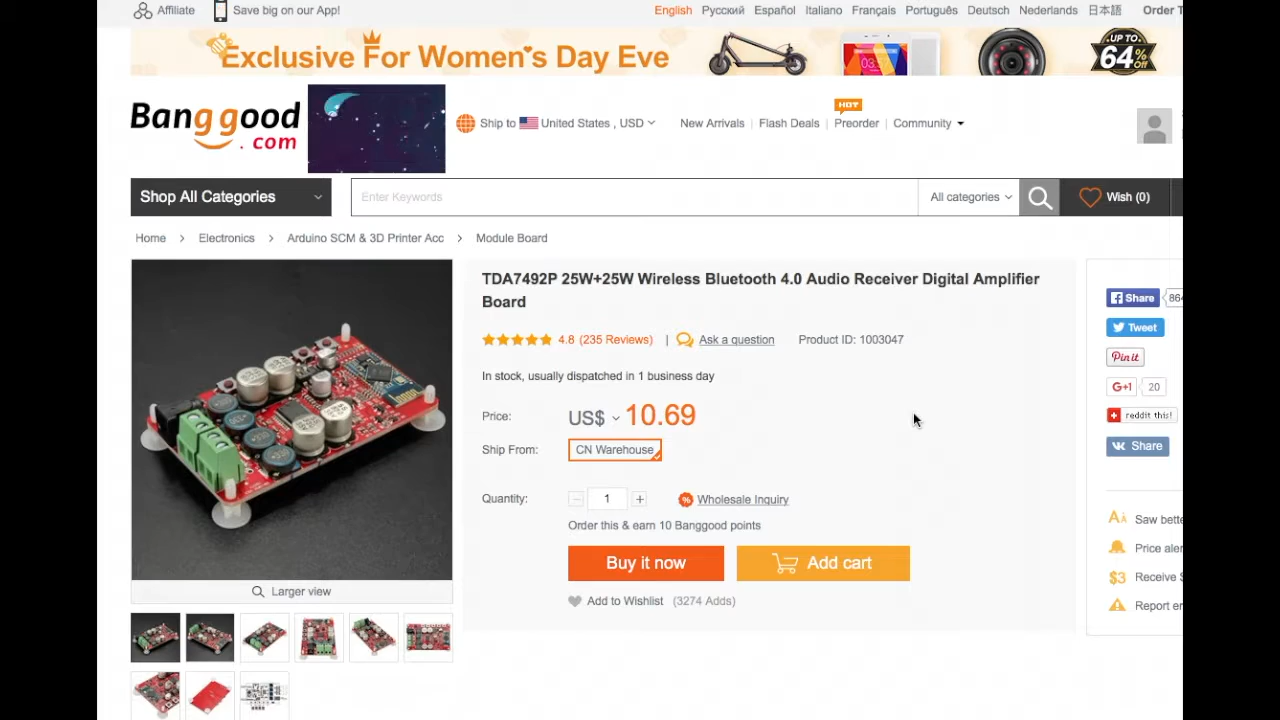 Affiliate
Save big on our App!
English Русский Español Italiano Français Português Deutsch Nederlands 日本語 Order
Exclusive For Women's Day Eve
UP TO
64% Off
Banggood
.com
Ship to United States , USD
New Arrivals | Flash Deals | Preorder | Community
HOT
Shop All Categories
Enter Keywords
All categories
Wish (0)
Home > Electronics > Arduino SCM & 3D Printer Acc > Module Board
TDA7492P 25W+25W Wireless Bluetooth 4.0 Audio Receiver Digital Amplifier
Board
4.8 (235 Reviews) | Ask a question Product ID: 1003047
In stock, usually dispatched in 1 business day
Price: US$ 10.69
Ship From: CN Warehouse
Quantity: − 1 + % Wholesale Inquiry
Order this & earn 10 Banggood points
Buy it now
Add cart
Add to Wishlist (3274 Adds)
Larger view
Share
Tweet
Pin it
G+1 20
reddit this!
Share
Saw
Price
$3 Receive
Report